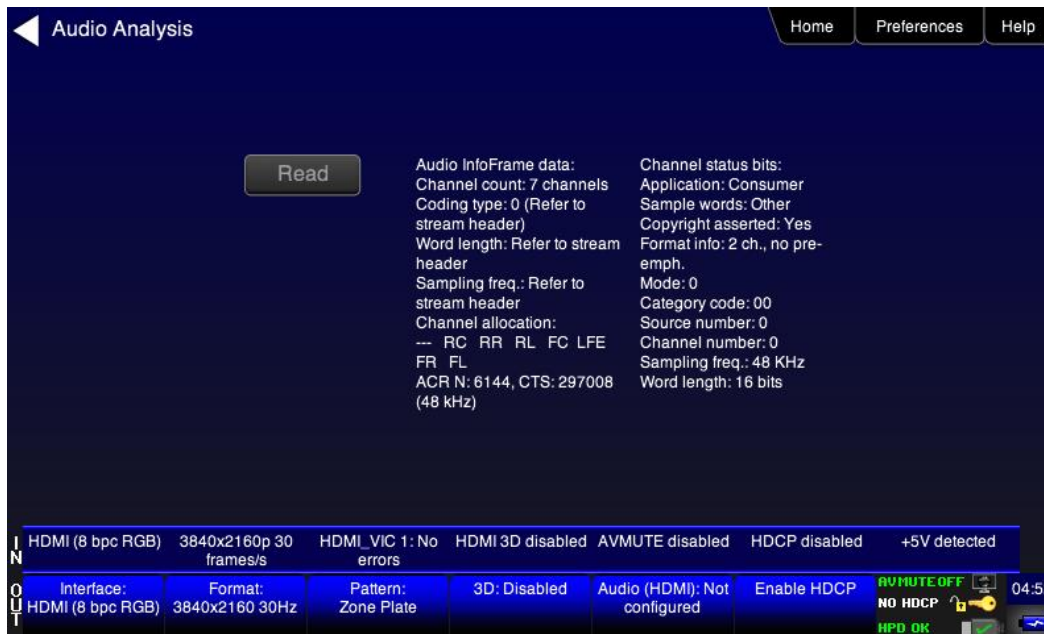 Audio Analysis
Home
Preferences
Help
Read
Audio InfoFrame data:
Channel count: 7 channels
Coding type: 0 (Refer to
stream header)
Word length: Refer to stream
header
Sampling freq.: Refer to
stream header
Channel allocation:
--- RC RR RL FC LFE
FR FL
ACR N: 6144, CTS: 297008
(48 kHz)
Channel status bits:
Application: Consumer
Sample words: Other
Copyright asserted: Yes
Format info: 2 ch., no pre-
emph.
Mode: 0
Category code: 00
Source number: 0
Channel number: 0
Sampling freq.: 48 KHz
Word length: 16 bits
IN
HDMI (8 bpc RGB)
3840x2160p 30
frames/s
HDMI_VIC 1: No
errors
HDMI 3D disabled
AVMUTE disabled
HDCP disabled
+5V detected
OUT
Interface:
HDMI (8 bpc RGB)
Format:
3840x2160 30Hz
Pattern:
Zone Plate
3D: Disabled
Audio (HDMI): Not
configured
Enable HDCP
AVMUTE OFF
NO HDCP
HPD OK
04:5